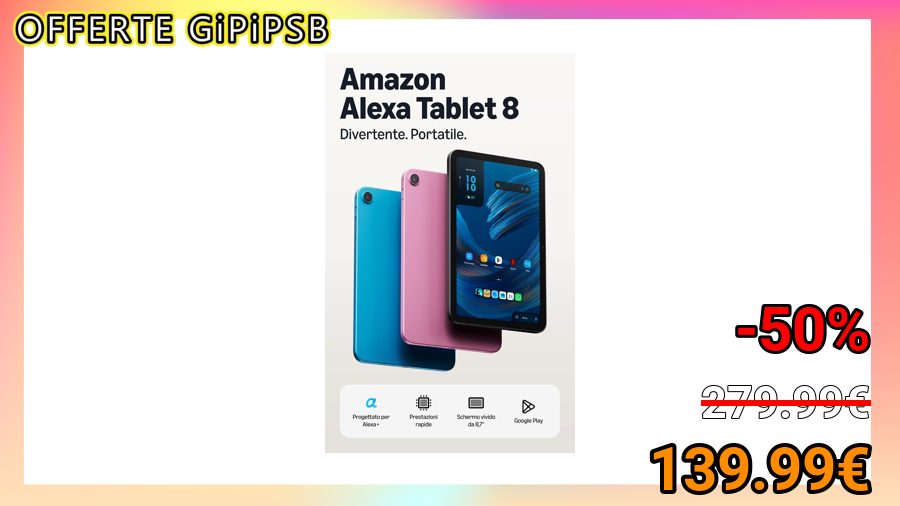 OFFERTE GiPiPSB
Amazon
Alexa Tablet 8
Divertente. Portatile.
Progettato per
Alexa+
Prestazioni
rapide
Schermo vivido
da 8,7"
Google Play
-50%
279.99€
139.99€